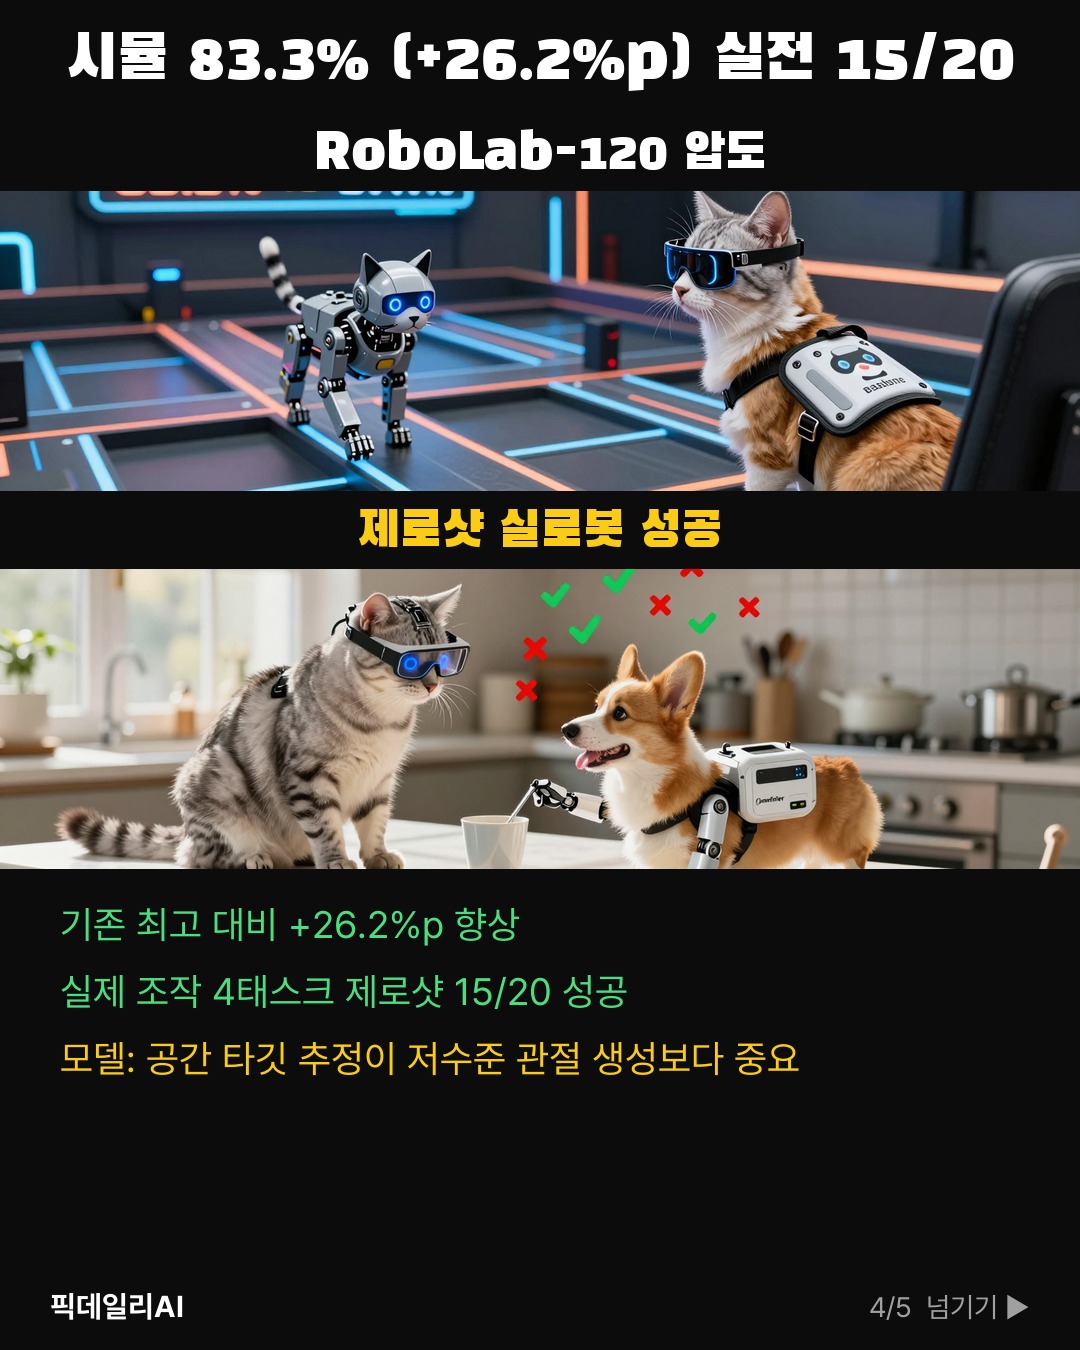 시뮬 83.3% (+26.2%p) 실전 15/20
RoboLab-120 압도
제로샷 실로봇 성공
기존 최고 대비 +26.2%p 향상
실제 조작 4태스크 제로샷 15/20 성공
모델: 공간 타깃 추정이 저수준 관절 생성보다 중요
픽데일리AI
4/5 넘기기 ▶